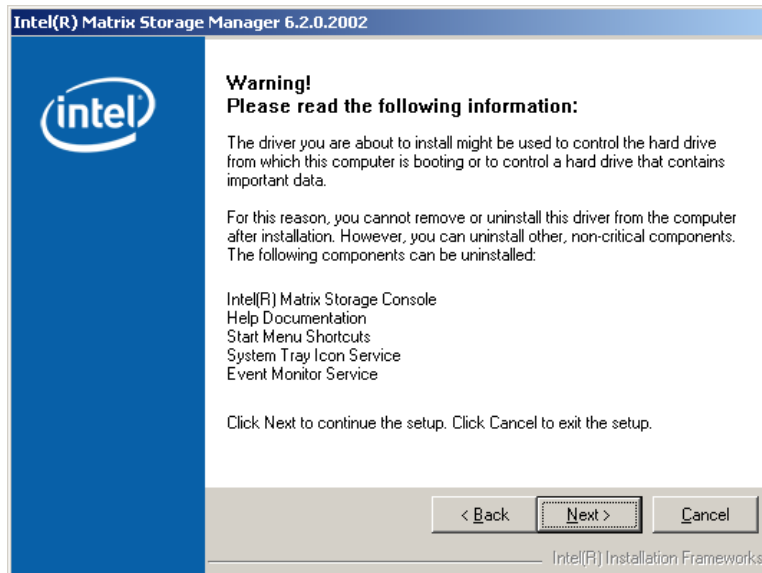 Intel(R) Matrix Storage Manager 6.2.0.2002
intel
Warning!
Please read the following information:
The driver you are about to install might be used to control the hard drive
from which this computer is booting or to control a hard drive that contains
important data.
For this reason, you cannot remove or uninstall this driver from the computer
after installation. However, you can uninstall other, non-critical components.
The following components can be uninstalled:
Intel(R) Matrix Storage Console
Help Documentation
Start Menu Shortcuts
System Tray Icon Service
Event Monitor Service
Click Next to continue the setup. Click Cancel to exit the setup.
< Back Next > Cancel
Intel(R) Installation Frameworks